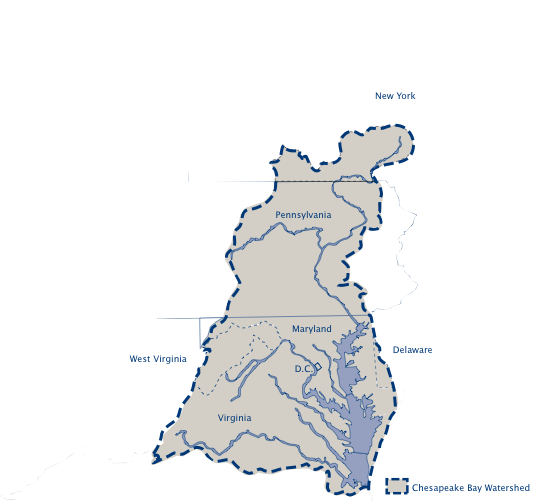 New York
Pennsylvania
Maryland
West Virginia
Delaware
D.C.
Virginia
Chesapeake Bay Watershed